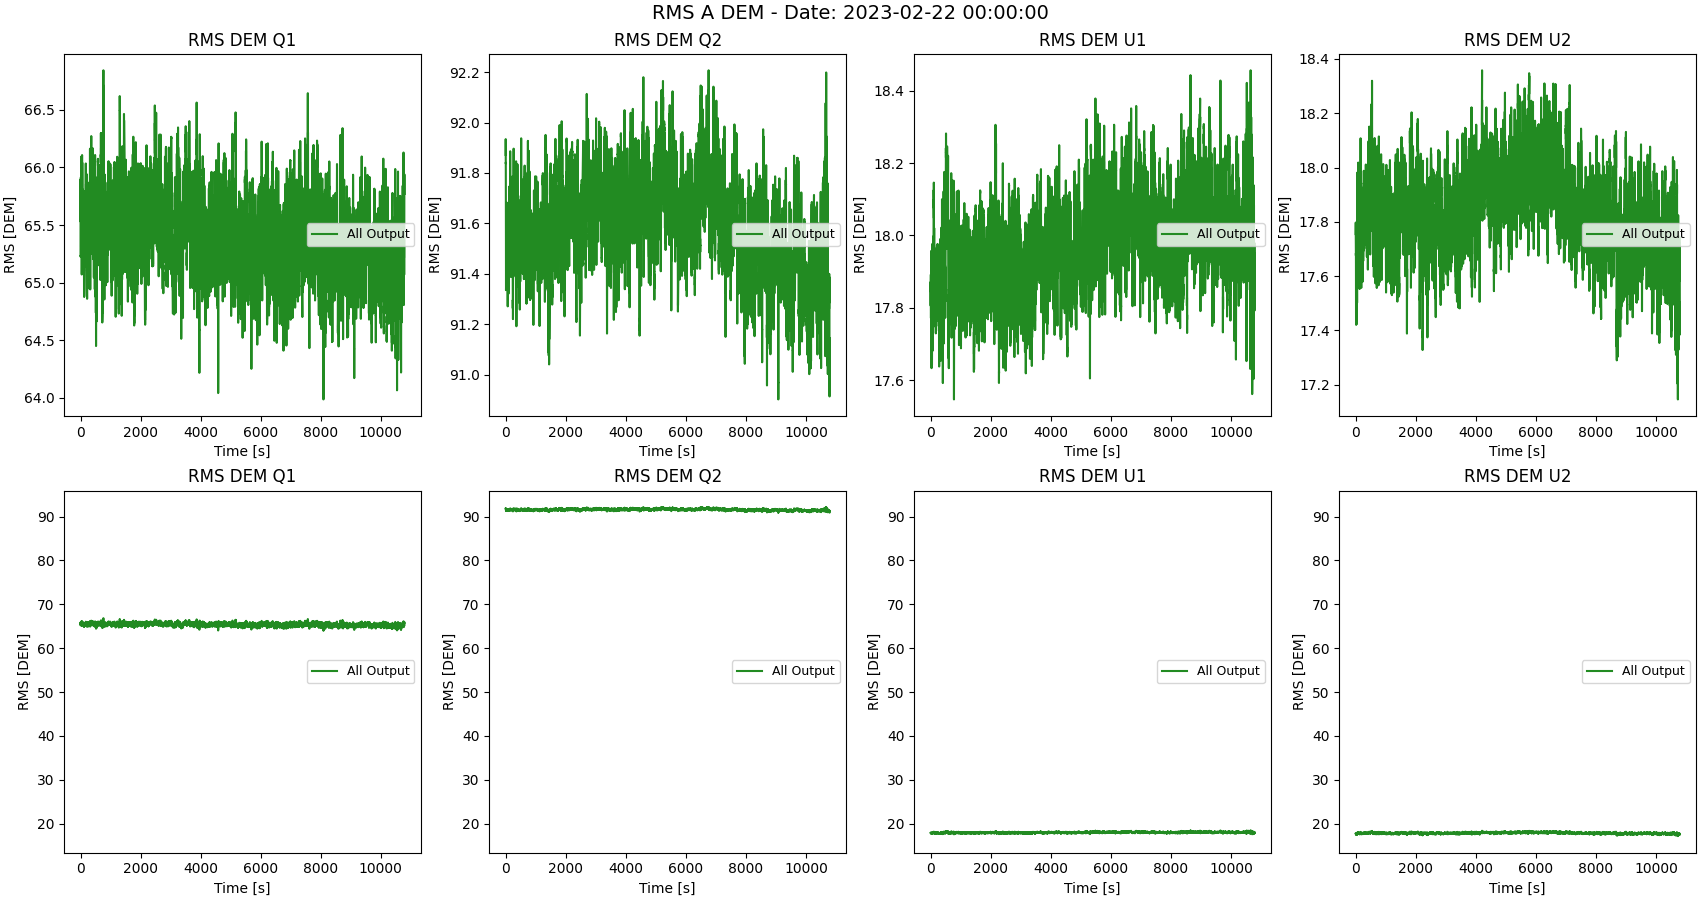 RMS A DEM - Date: 2023-02-22 00:00:00
RMS DEM Q1
RMS [DEM]
66.5
66.0
65.5
65.0
64.5
64.0
All Output
0 2000 4000 6000 8000 10000
Time [s]
RMS DEM Q2
RMS [DEM]
92.2
92.0
91.8
91.6
91.4
91.2
91.0
All Output
0 2000 4000 6000 8000 10000
Time [s]
RMS DEM U1
RMS [DEM]
18.4
18.2
18.0
17.8
17.6
All Output
0 2000 4000 6000 8000 10000
Time [s]
RMS DEM U2
RMS [DEM]
18.4
18.2
18.0
17.8
17.6
17.4
17.2
All Output
0 2000 4000 6000 8000 10000
Time [s]
RMS DEM Q1
RMS [DEM]
90
80
70
60
50
40
30
20
All Output
0 2000 4000 6000 8000 10000
Time [s]
RMS DEM Q2
RMS [DEM]
90
80
70
60
50
40
30
20
All Output
0 2000 4000 6000 8000 10000
Time [s]
RMS DEM U1
RMS [DEM]
90
80
70
60
50
40
30
20
All Output
0 2000 4000 6000 8000 10000
Time [s]
RMS DEM U2
RMS [DEM]
90
80
70
60
50
40
30
20
All Output
0 2000 4000 6000 8000 10000
Time [s]